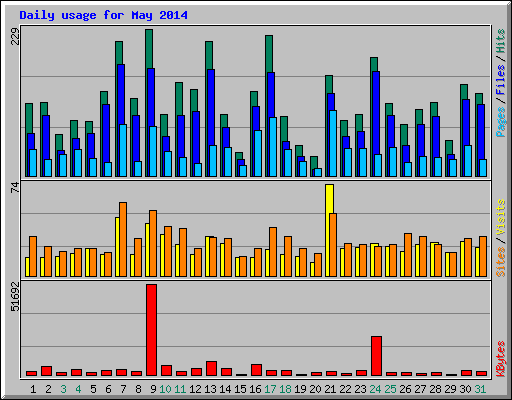 Daily usage for May 2014
229
Pages / Files / Hits
74
Sites / Visits
51692
KBytes
1 2 3 4 5 6 7 8 9 10 11 12 13 14 15 16 17 18 19 20 21 22 23 24 25 26 27 28 29 30 31